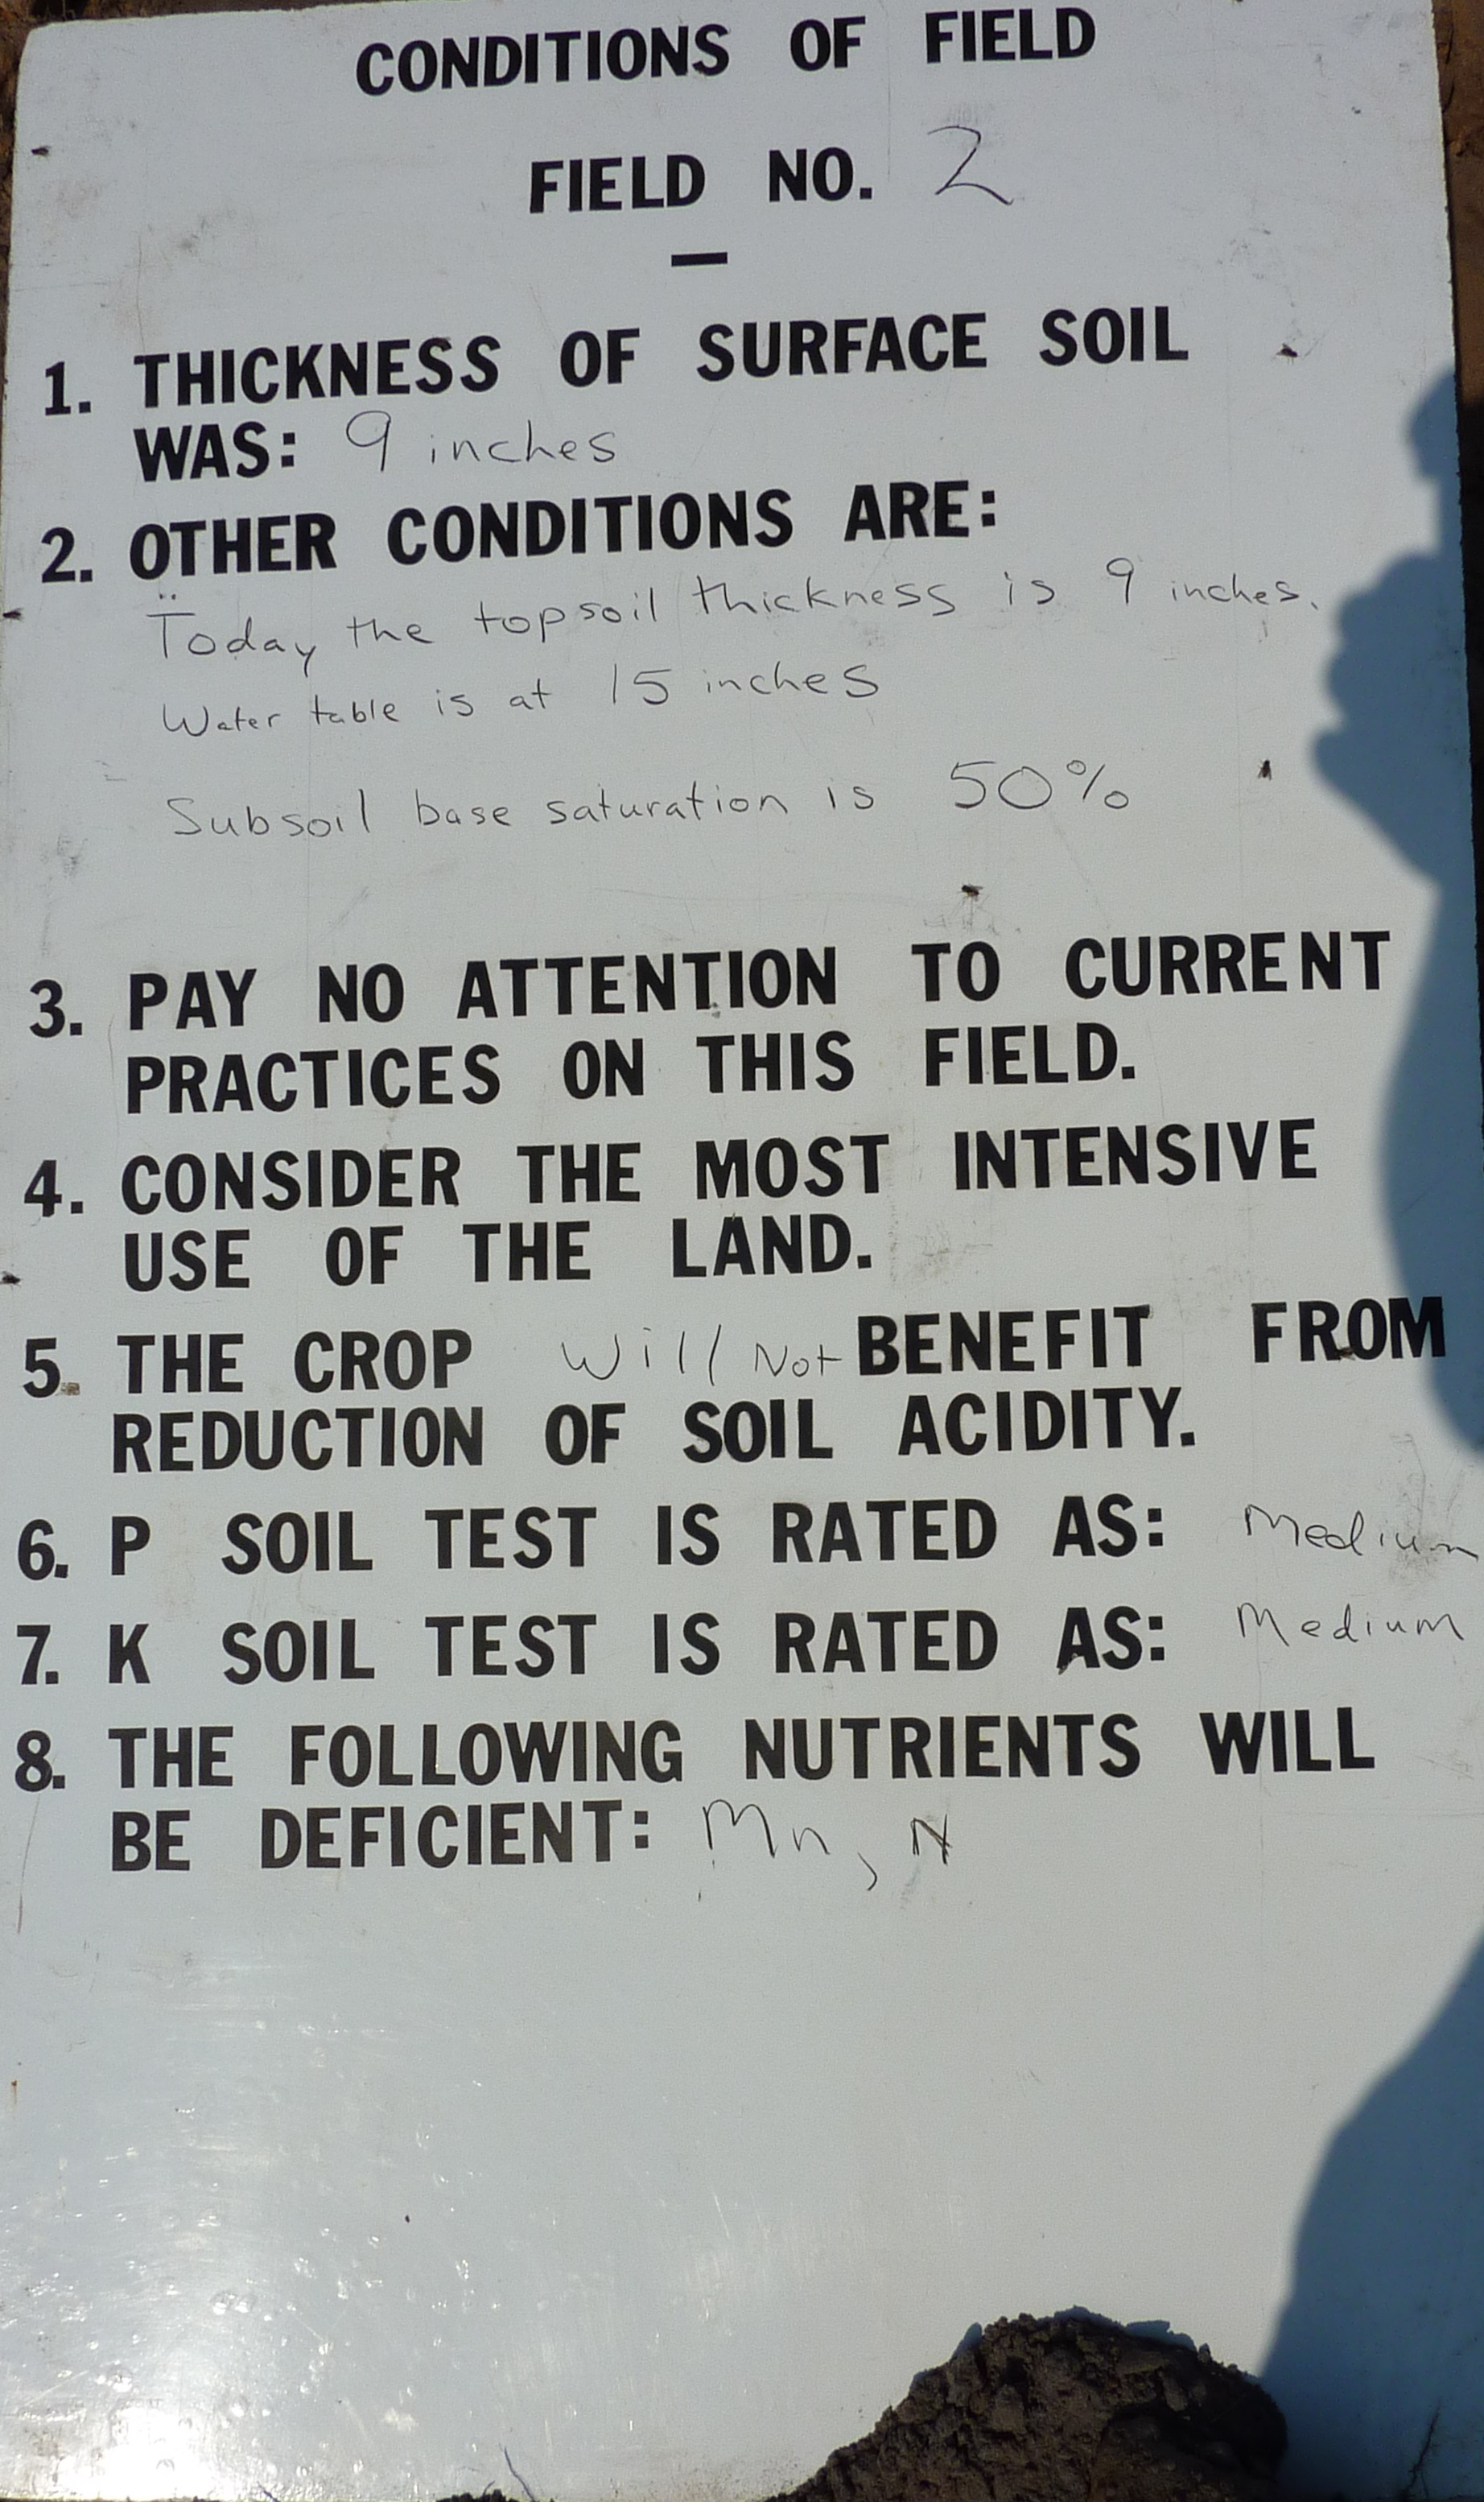 CONDITIONS OF FIELD
FIELD NO. 2
—
1. THICKNESS OF SURFACE SOIL
WAS: 9 inches
2. OTHER CONDITIONS ARE:
Today the topsoil thickness is 9 inches.
Water table is at 15 inches
Subsoil base saturation is 50%
3. PAY NO ATTENTION TO CURRENT
PRACTICES ON THIS FIELD.
4. CONSIDER THE MOST INTENSIVE
USE OF THE LAND.
5. THE CROP Will Not BENEFIT FROM
REDUCTION OF SOIL ACIDITY.
6. P SOIL TEST IS RATED AS: Medium
7. K SOIL TEST IS RATED AS: Medium
8. THE FOLLOWING NUTRIENTS WILL
BE DEFICIENT: Mn, N